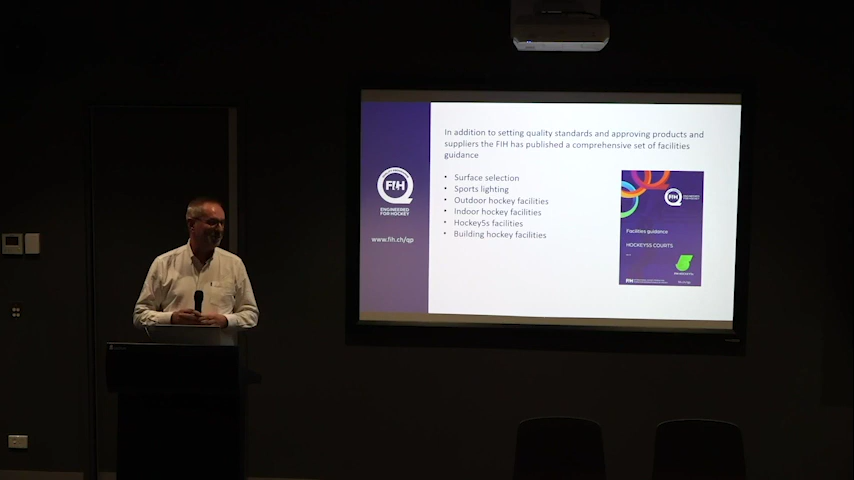 In addition to setting quality standards and approving products and
suppliers the FIH has published a comprehensive set of facilities
guidance
• Surface selection
• Sports lighting
• Outdoor hockey facilities
• Indoor hockey facilities
• Hockey5s facilities
• Building hockey facilities
FIH
ENGINEERED
FOR HOCKEY
www.fih.ch/qp
FIH
Facilities guidance
HOCKEY5S COURTS
FIH